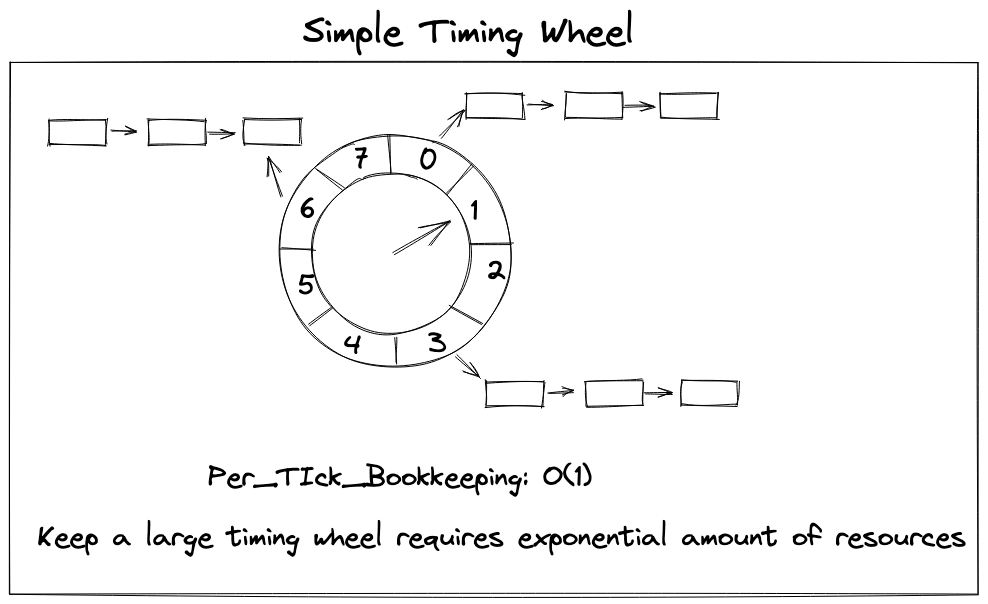 Simple Timing Wheel
7
0
6
1
5
2
4
3
Per_TIck_Bookkeeping: O(1)
Keep a large timing wheel requires exponential amount of resources